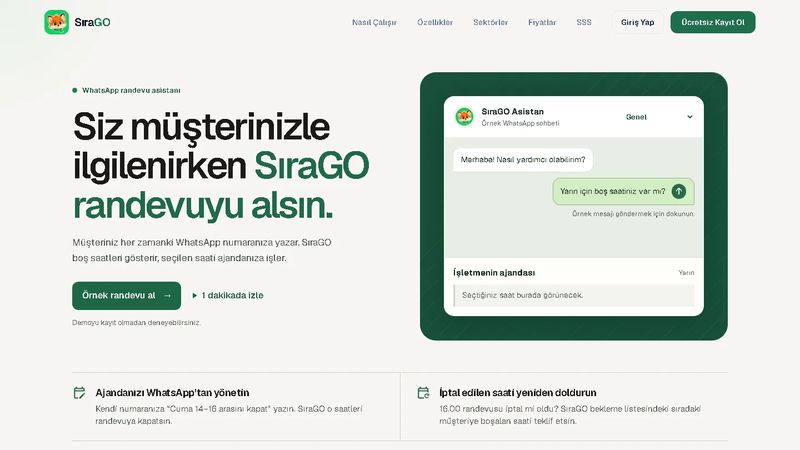 SıraGO
Nasıl Çalışır
Özellikler
Sektörler
Fiyatlar
SSS
Giriş Yap
Ücretsiz Kayıt Ol
WhatsApp randevu asistanı
Siz müşterinizle
ilgilenirken SıraGO
randevuyu alsın.
Müşteriniz her zamanki WhatsApp numaranıza yazar. SıraGO
boş saatleri gösterir, seçilen saati ajandanıza işler.
Örnek randevu al →
1 dakikada izle
Demoyu kayıt olmadan deneyebilirsiniz.
SıraGO Asistan
Örnek WhatsApp sohbeti
Genel
Merhaba! Nasıl yardımcı olabilirim?
Yarın için boş saatiniz var mı?
Örnek mesajı göndermek için dokunun.
İşletmenin ajandası
Yarın
Seçtiğiniz saat burada görünecek.
Ajandanızı WhatsApp'tan yönetin
Kendi numaranıza "Cuma 14–16 arasını kapat" yazın. SıraGO o saatleri
randevuya kapatsın.
İptal edilen saati yeniden doldurun
16.00 randevusu iptal mi oldu? SıraGO bekleme listesindeki sıradaki
müşteriye boşalan saati teklif etsin.